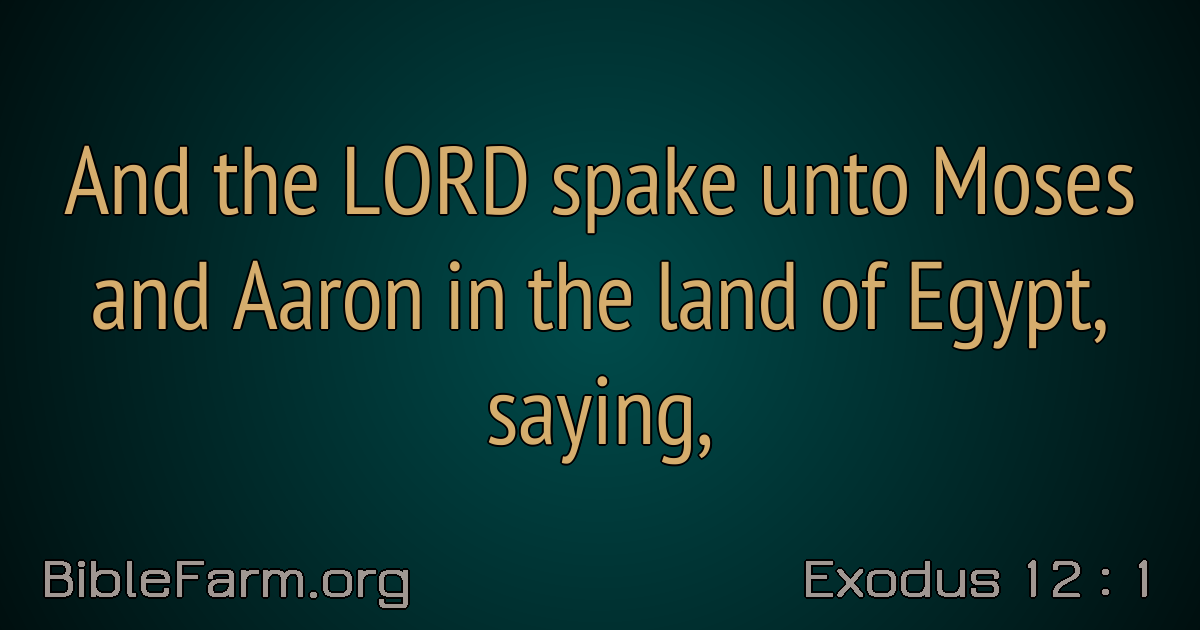 And the LORD spake unto Moses
and Aaron in the land of Egypt,
saying,
BibleFarm.org
Exodus 12 : 1